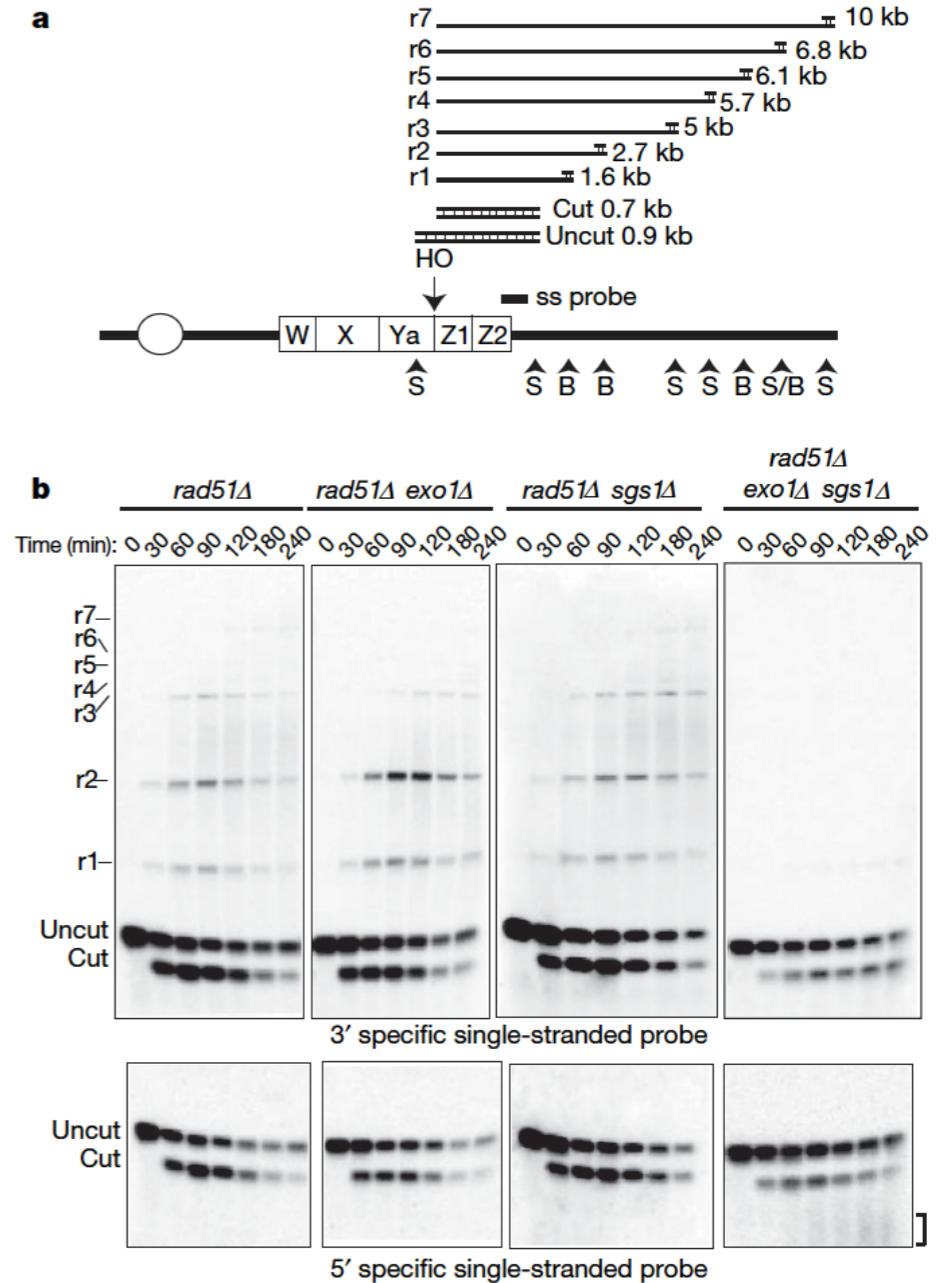 a
r7 10 kb
r6 6.8 kb
r5 6.1 kb
r4 5.7 kb
r3 5 kb
r2 2.7 kb
r1 1.6 kb
Cut 0.7 kb
Uncut 0.9 kb
HO
ss probe
W X Ya Z1 Z2
S S B B S S B S/B S
b
rad51Δ rad51Δ exo1Δ rad51Δ sgs1Δ rad51Δ
exo1Δ sgs1Δ
Time (min): 0 30 60 90 120 180 240 0 30 60 90 120 180 240 0 30 60 90 120 180 240 0 30 60 90 120 180 240
r7
r6
r5
r4
r3
r2
r1
Uncut
Cut
3′ specific single-stranded probe
Uncut
Cut
5′ specific single-stranded probe